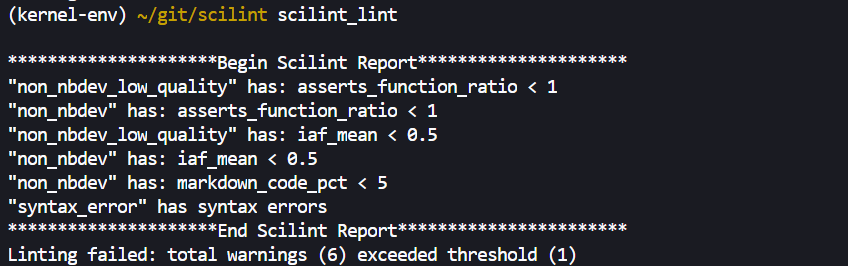 (kernel-env) ~/git/scilint scilint_lint
*********************Begin Scilint Report*********************
"non_nbdev_low_quality" has: asserts_function_ratio < 1
"non_nbdev" has: asserts_function_ratio < 1
"non_nbdev_low_quality" has: iaf_mean < 0.5
"non_nbdev" has: iaf_mean < 0.5
"non_nbdev" has: markdown_code_pct < 5
"syntax_error" has syntax errors
*********************End Scilint Report***********************
Linting failed: total warnings (6) exceeded threshold (1)